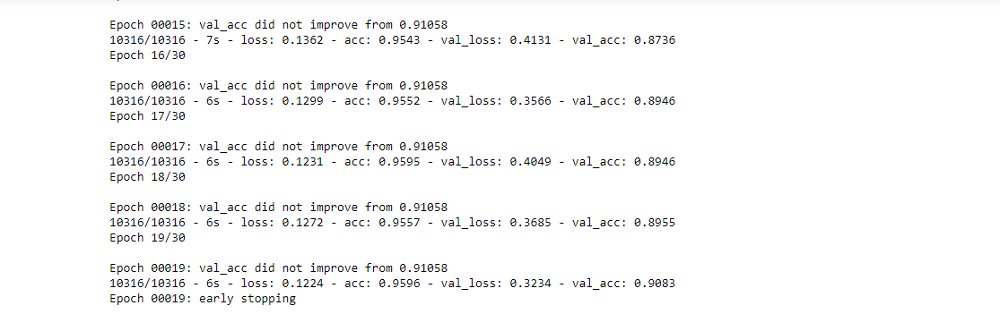 Epoch 00015: val_acc did not improve from 0.91058
10316/10316 - 7s - loss: 0.1362 - acc: 0.9543 - val_loss: 0.4131 - val_acc: 0.8736
Epoch 16/30
Epoch 00016: val_acc did not improve from 0.91058
10316/10316 - 6s - loss: 0.1299 - acc: 0.9552 - val_loss: 0.3566 - val_acc: 0.8946
Epoch 17/30
Epoch 00017: val_acc did not improve from 0.91058
10316/10316 - 6s - loss: 0.1231 - acc: 0.9595 - val_loss: 0.4049 - val_acc: 0.8946
Epoch 18/30
Epoch 00018: val_acc did not improve from 0.91058
10316/10316 - 6s - loss: 0.1272 - acc: 0.9557 - val_loss: 0.3685 - val_acc: 0.8955
Epoch 19/30
Epoch 00019: val_acc did not improve from 0.91058
10316/10316 - 6s - loss: 0.1224 - acc: 0.9596 - val_loss: 0.3234 - val_acc: 0.9083
Epoch 00019: early stopping